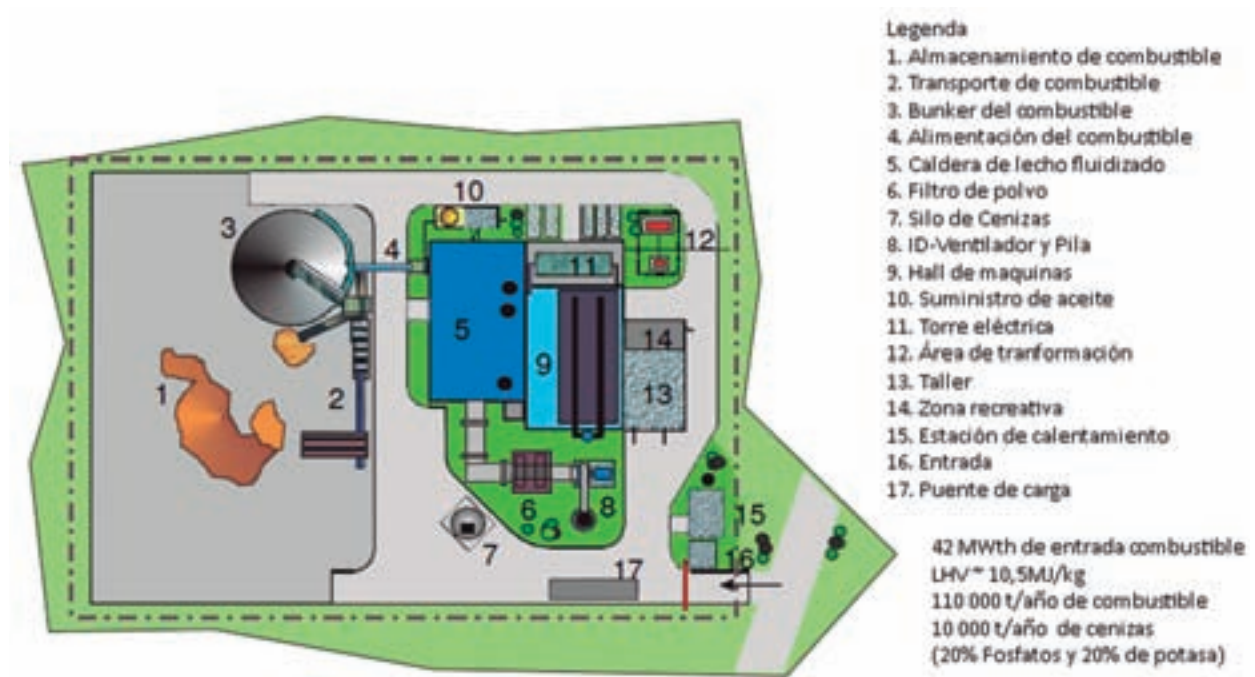 Legenda
1. Almacenamiento de combustible
2. Transporte de combustible
3. Bunker del combustible
4. Alimentación del combustible
5. Caldera de lecho fluidizado
6. Filtro de polvo
7. Silo de Cenizas
8. ID-Ventilador y Pila
9. Hall de maquinas
10. Suministro de aceite
11. Torre eléctrica
12. Área de tranformación
13. Taller
14. Zona recreativa
15. Estación de calentamiento
16. Entrada
17. Puente de carga
42 MWth de entrada combustible
LHV~ 10,5MJ/kg
110 000 t/año de combustible
10 000 t/año de cenizas
(20% Fosfatos y 20% de potasa)
10
3
4
12
11
5
14
9
13
1
2
6
8
15
7
16
17